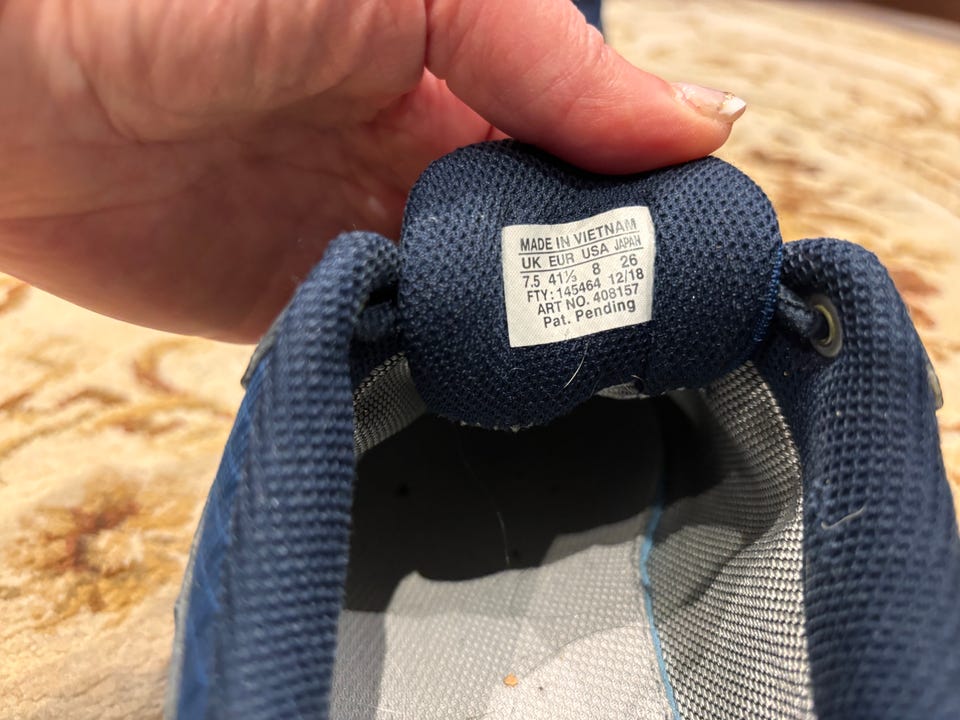 MADE IN VIETNAM
UK EUR USA JAPAN
7.5 41⅓ 8 26
FTY: 145464 12/18
ART NO. 408157
Pat. Pending